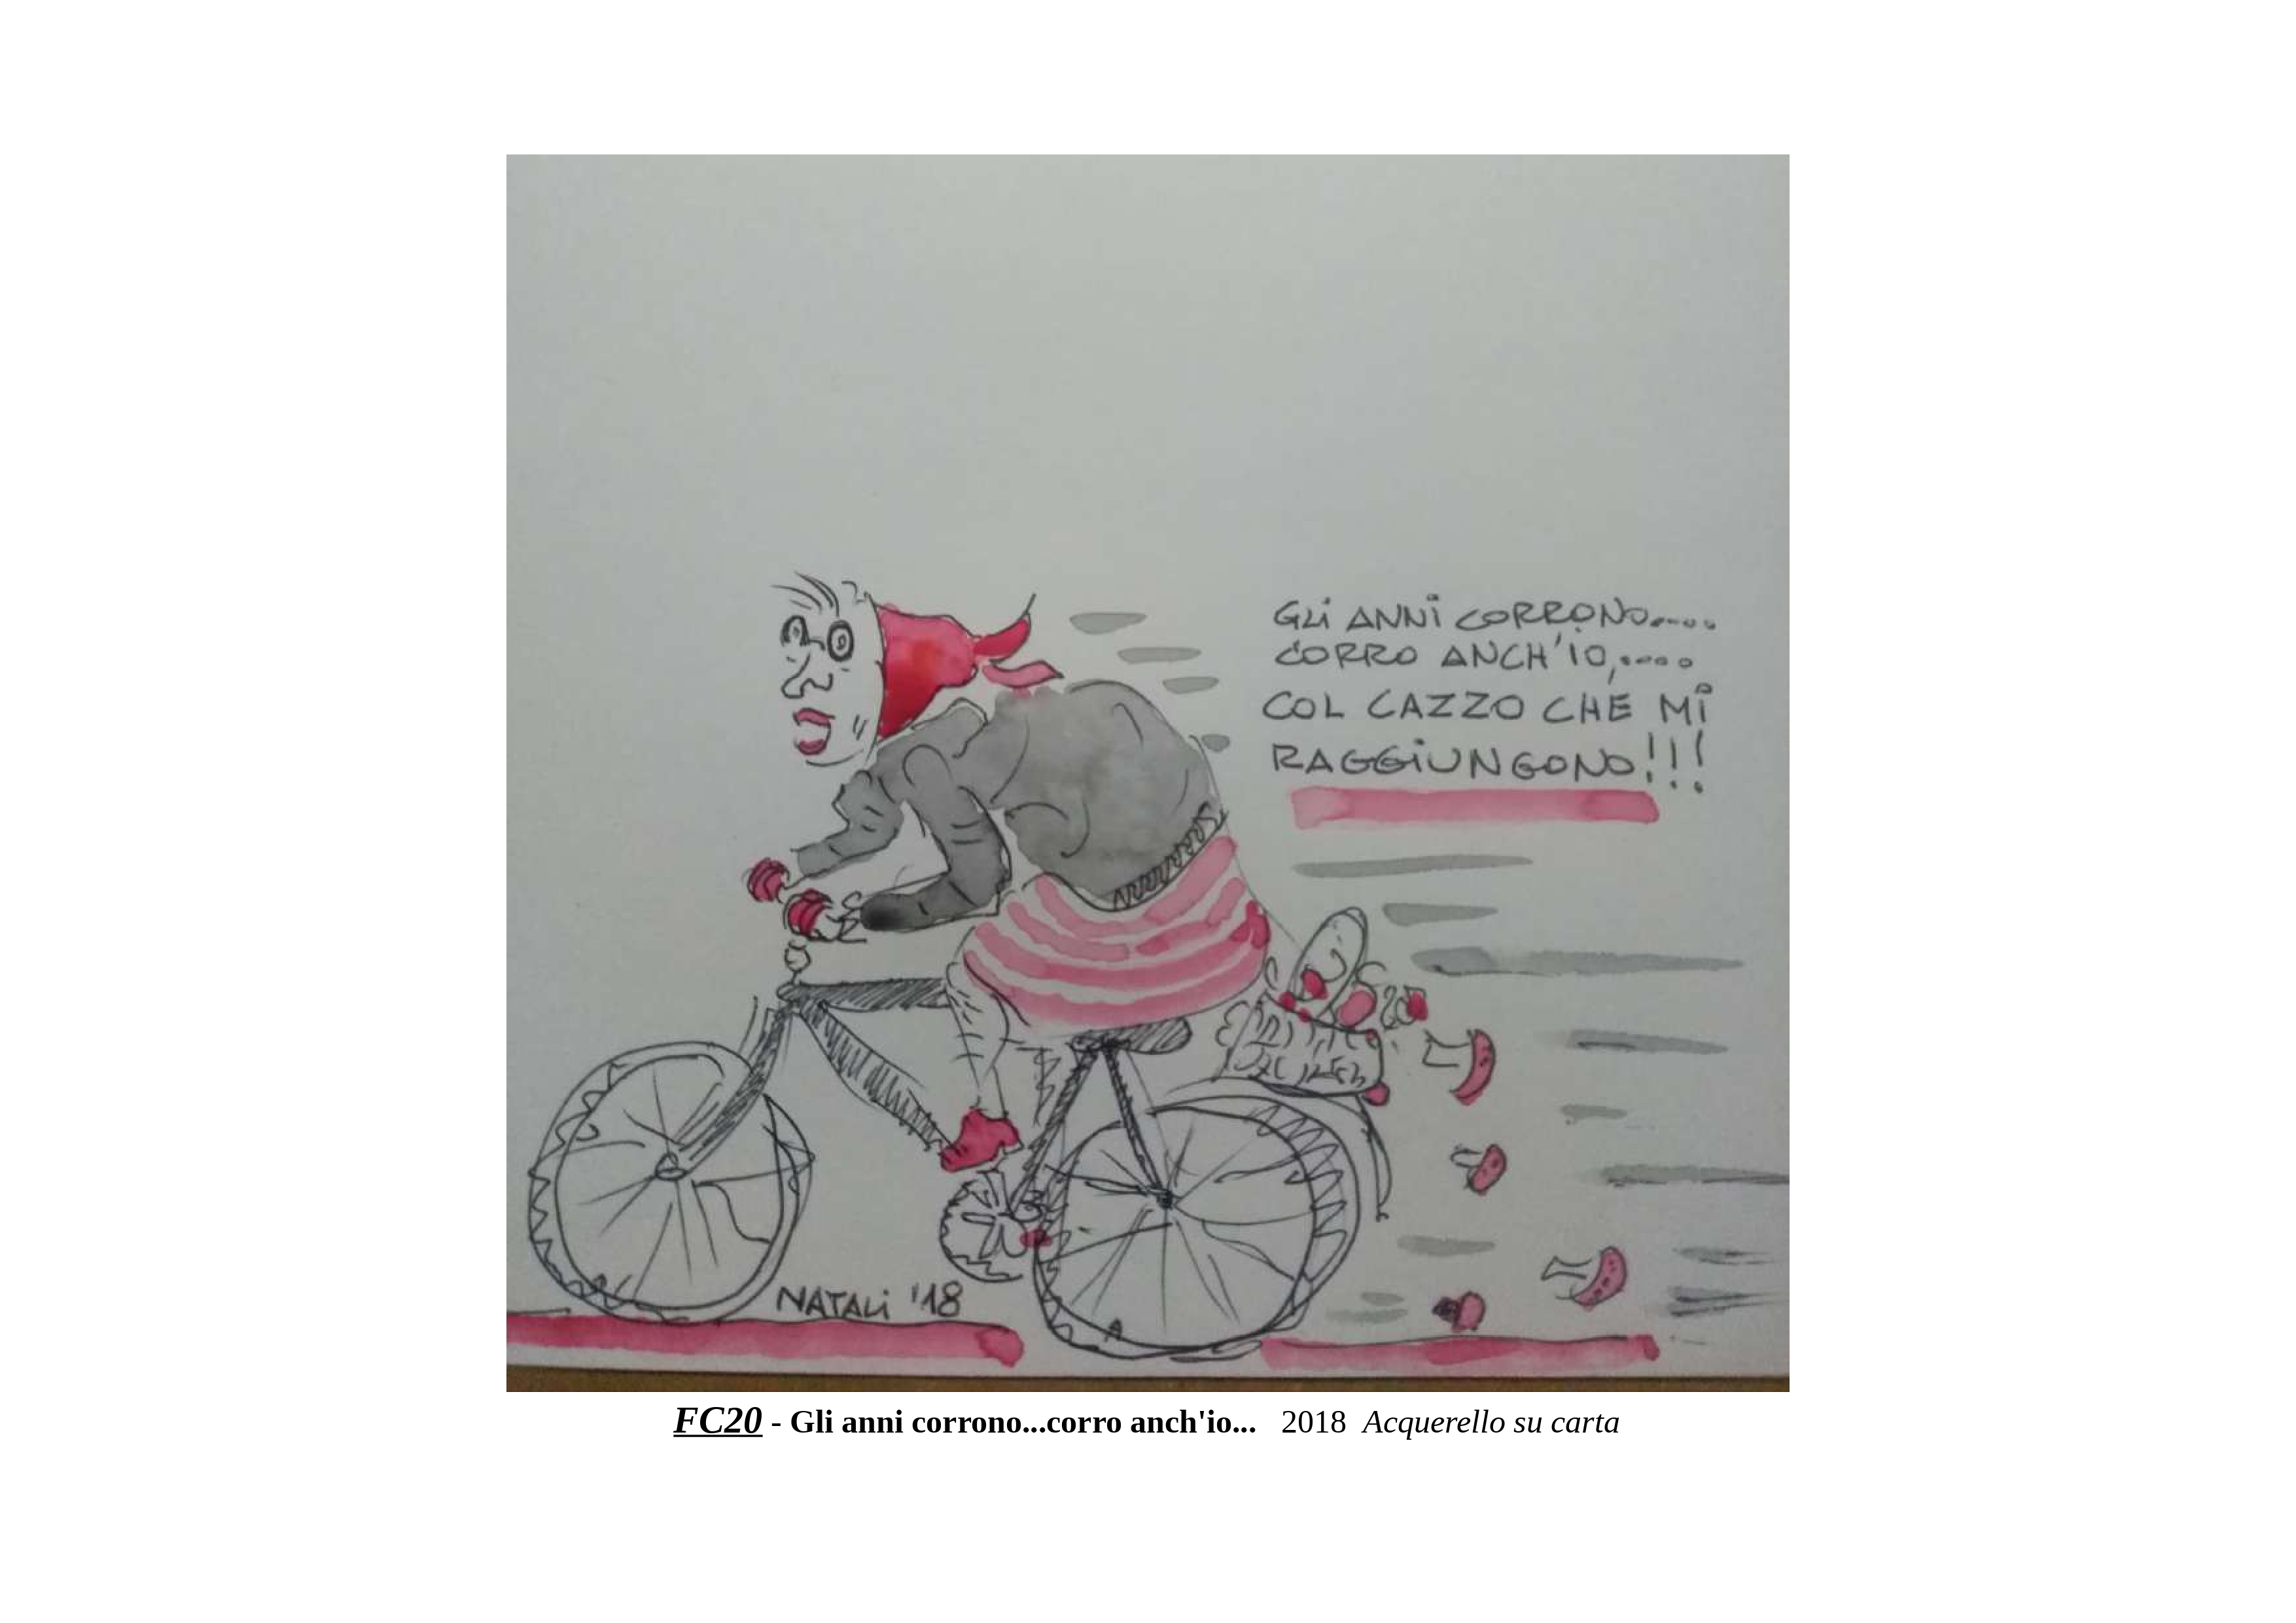 GLi ANNi CORRONO.....
CORRO ANCH'iO,....
COL CAZZO CHE Mi
RAGGiUNGONO!!!
NATALi '18
FC20 - Gli anni corrono...corro anch'io...   2018  Acquerello su carta